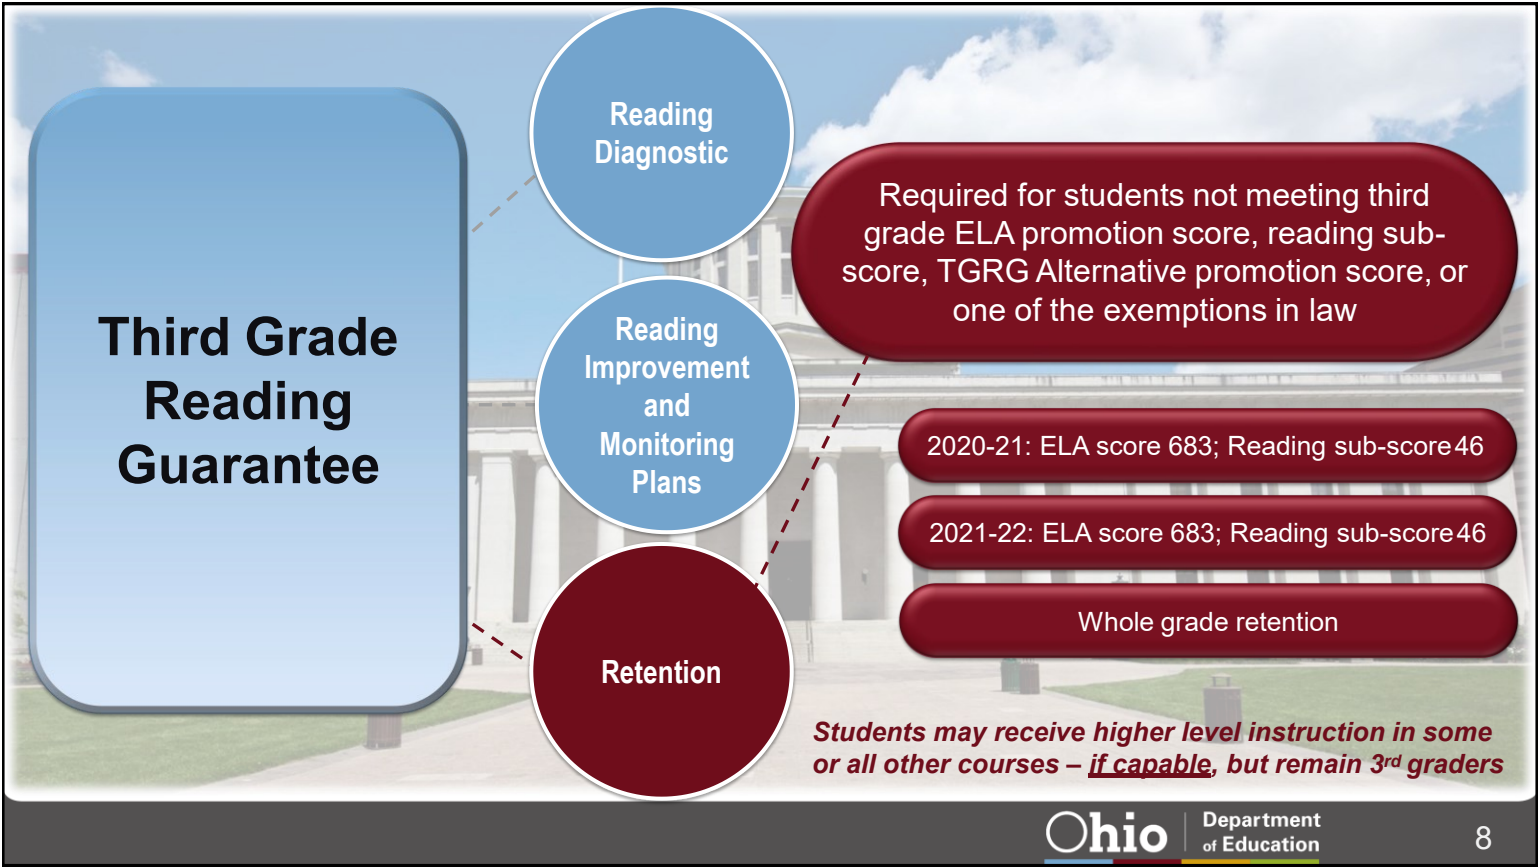 Third Grade
Reading
Guarantee
Reading
Diagnostic
Reading
Improvement
and
Monitoring
Plans
Retention
Required for students not meeting third
grade ELA promotion score, reading sub-
score, TGRG Alternative promotion score, or
one of the exemptions in law
2020-21: ELA score 683; Reading sub-score 46
2021-22: ELA score 683; Reading sub-score 46
Whole grade retention
Students may receive higher level instruction in some
or all other courses – if capable, but remain 3rd graders
Ohio
Department
of Education
8